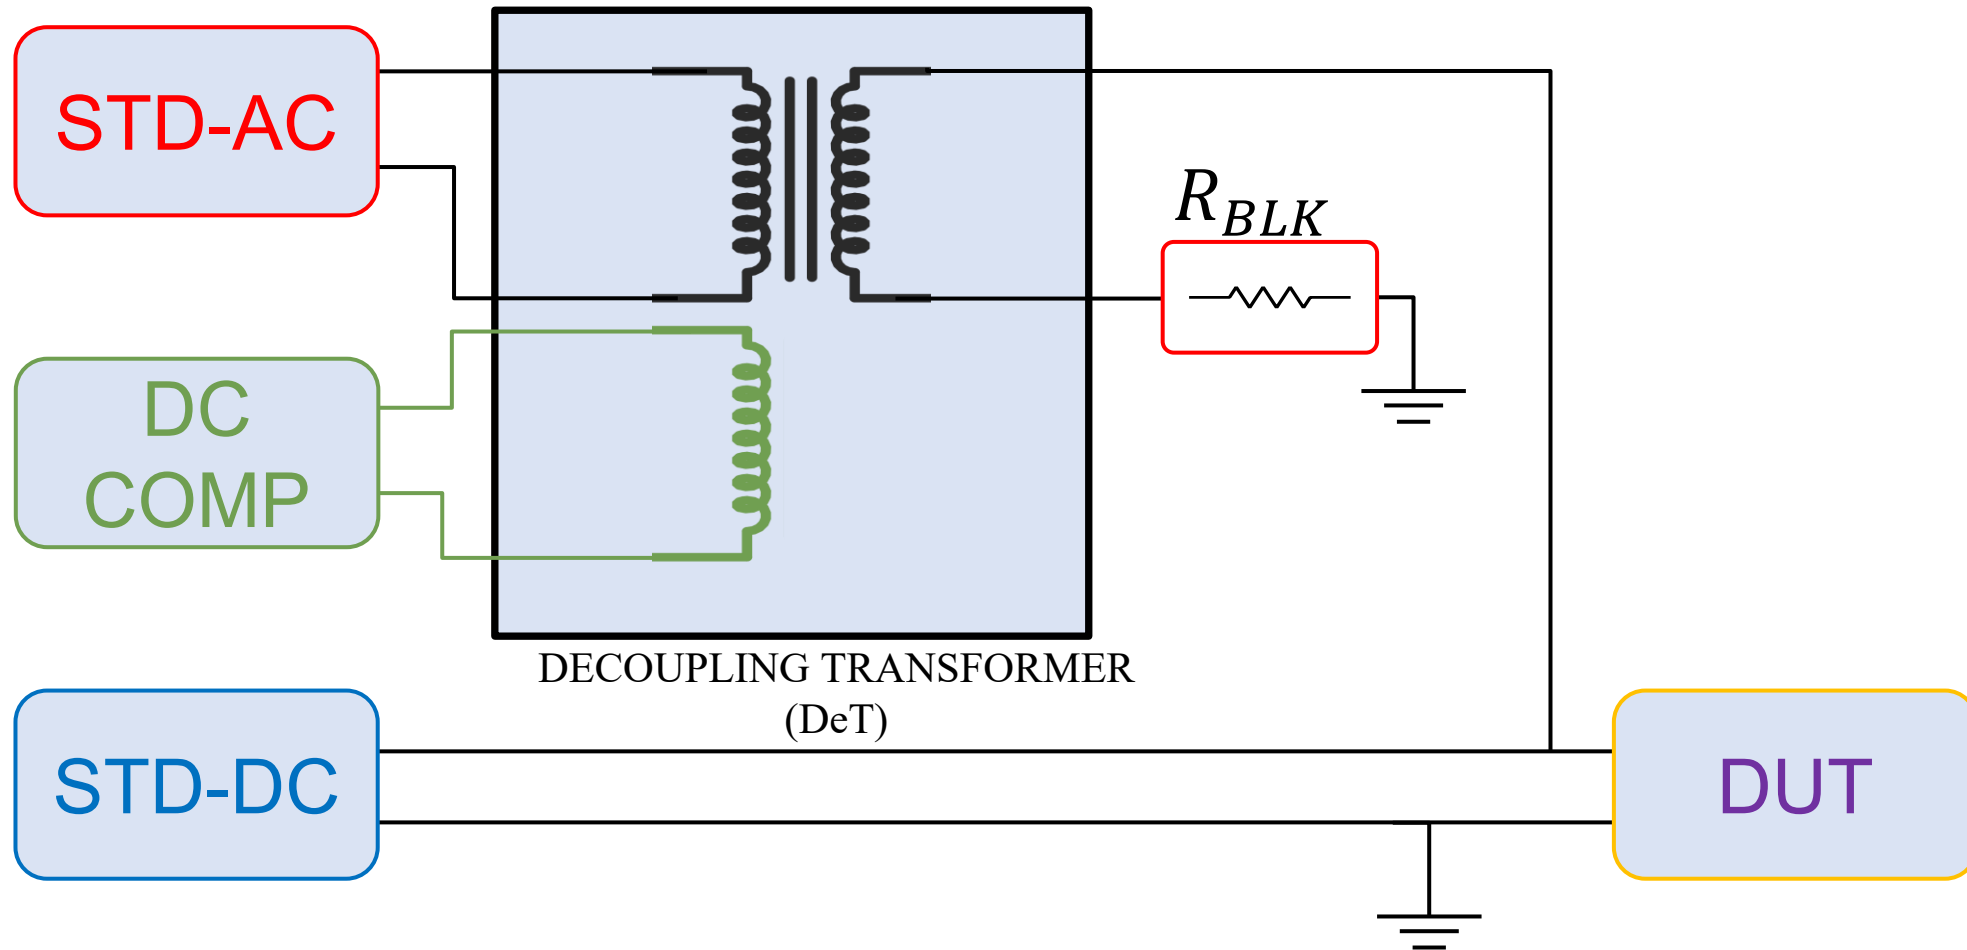 STD-AC
R_BLK
DC
COMP
DECOUPLING TRANSFORMER
(DeT)
STD-DC
DUT